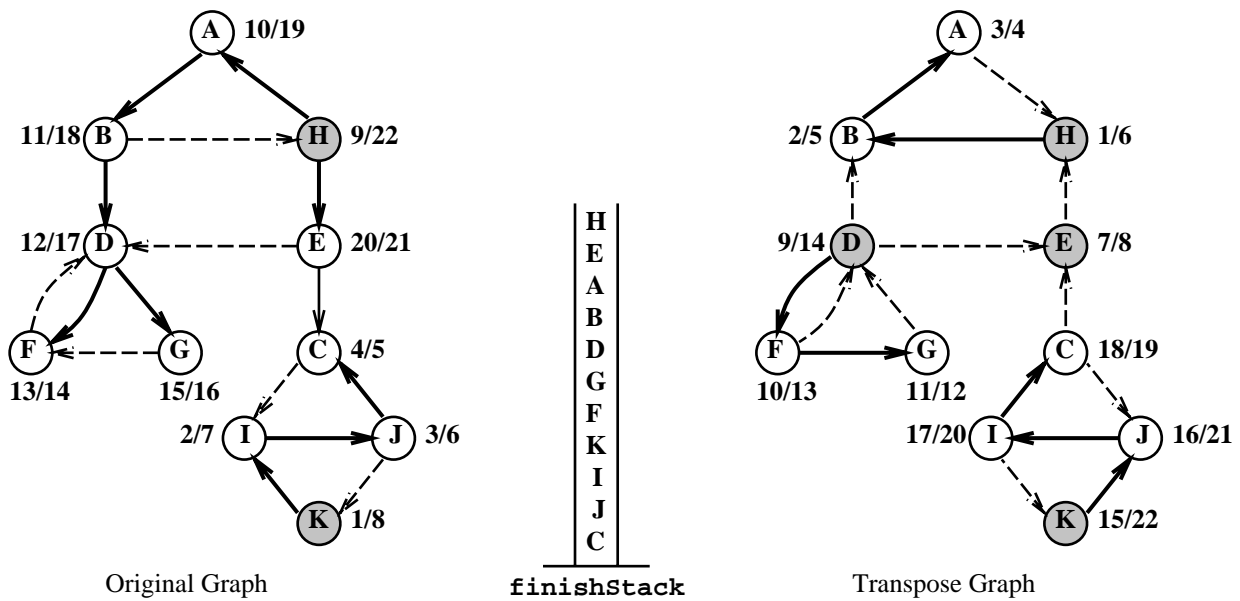 A 10/19
A 3/4
11/18 B
H 9/22
2/5 B
H 1/6
12/17 D
E 20/21
9/14 D
E 7/8
F
G
C 4/5
F
G
C 18/19
13/14
15/16
10/13
11/12
2/7 I
J 3/6
17/20 I
J 16/21
K 1/8
K 15/22
H
E
A
B
D
G
F
K
I
J
C
Original Graph
finishStack
Transpose Graph